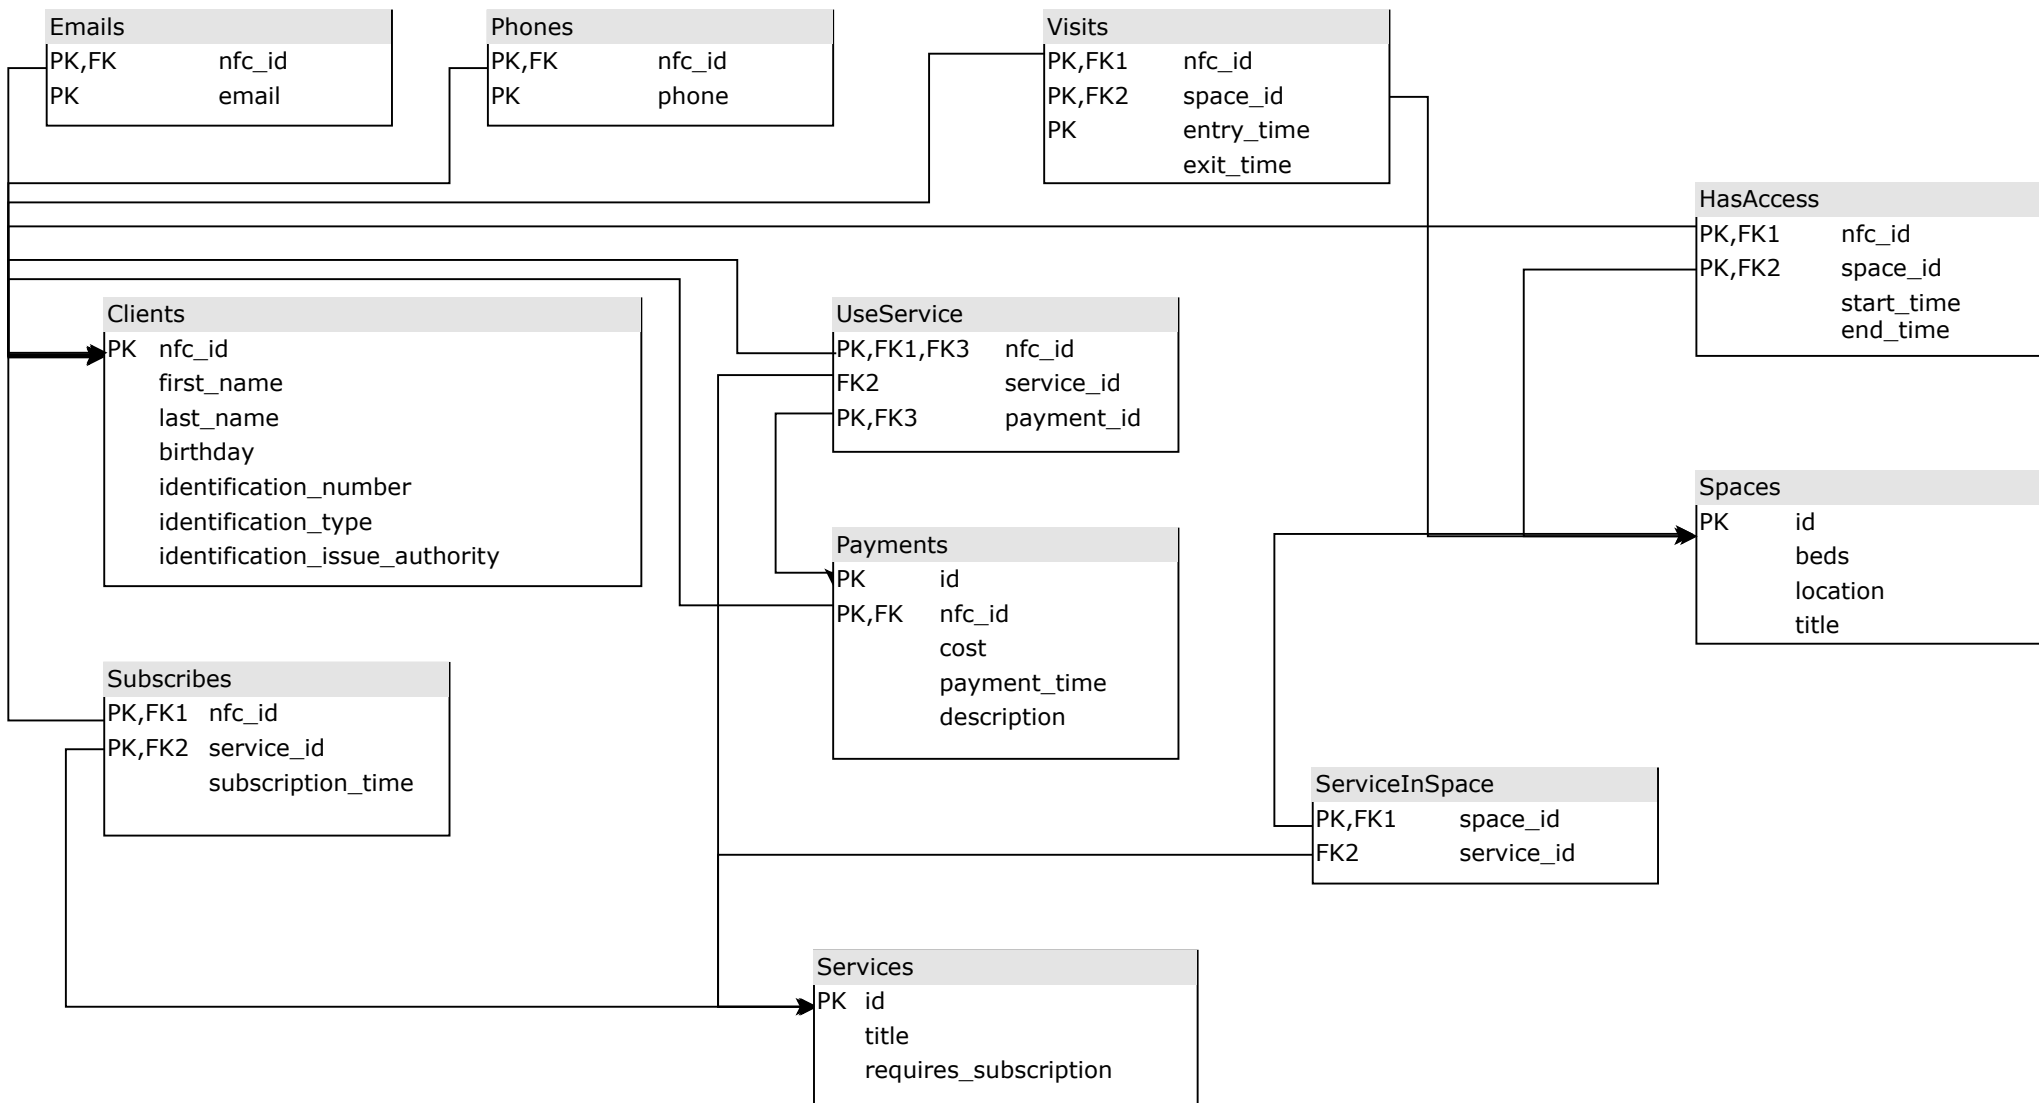 Emails
PK,FK nfc_id
PK email
Phones
PK,FK nfc_id
PK phone
Visits
PK,FK1 nfc_id
PK,FK2 space_id
PK entry_time
exit_time
HasAccess
PK,FK1 nfc_id
PK,FK2 space_id
start_time
end_time
Clients
PK nfc_id
first_name
last_name
birthday
identification_number
identification_type
identification_issue_authority
UseService
PK,FK1,FK3 nfc_id
FK2 service_id
PK,FK3 payment_id
Spaces
PK id
beds
location
title
Payments
PK id
PK,FK nfc_id
cost
payment_time
description
Subscribes
PK,FK1 nfc_id
PK,FK2 service_id
subscription_time
ServiceInSpace
PK,FK1 space_id
FK2 service_id
Services
PK id
title
requires_subscription